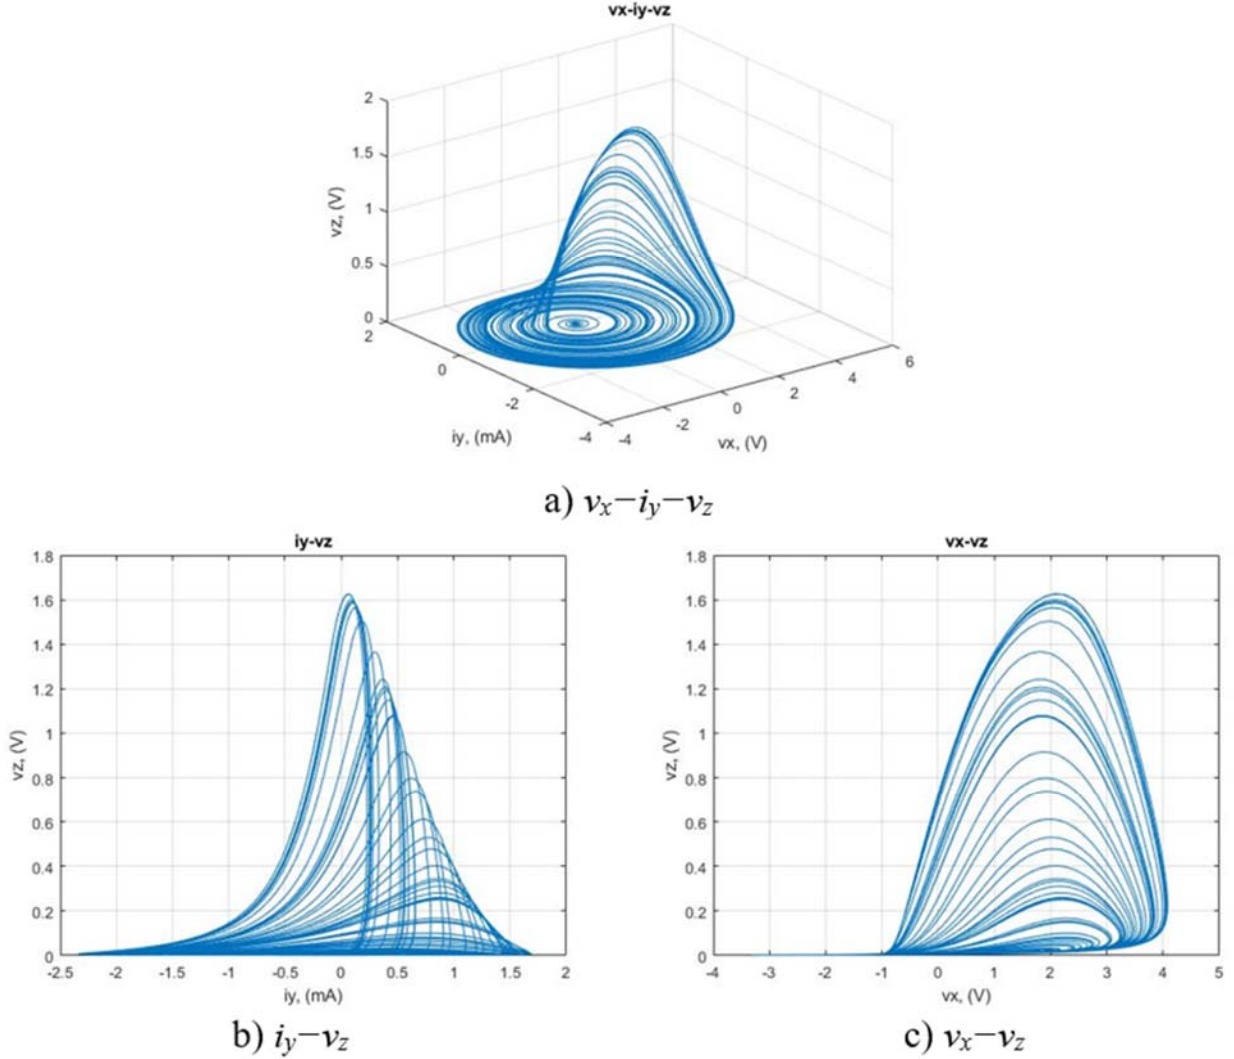 vx-iy-vz
2
1.5
1
0.5
0
vz, (V)
2
0
-2
-4
iy, (mA)
-4
-2
0
2
4
6
vx, (V)
a) vx−iy−vz
iy-vz
1.8
1.6
1.4
1.2
1
0.8
0.6
0.4
0.2
0
vz, (V)
-2.5 -2 -1.5 -1 -0.5 0 0.5 1 1.5 2
iy, (mA)
b) iy−vz
vx-vz
1.8
1.6
1.4
1.2
1
0.8
0.6
0.4
0.2
0
vz, (V)
-4 -3 -2 -1 0 1 2 3 4 5
vx, (V)
c) vx−vz